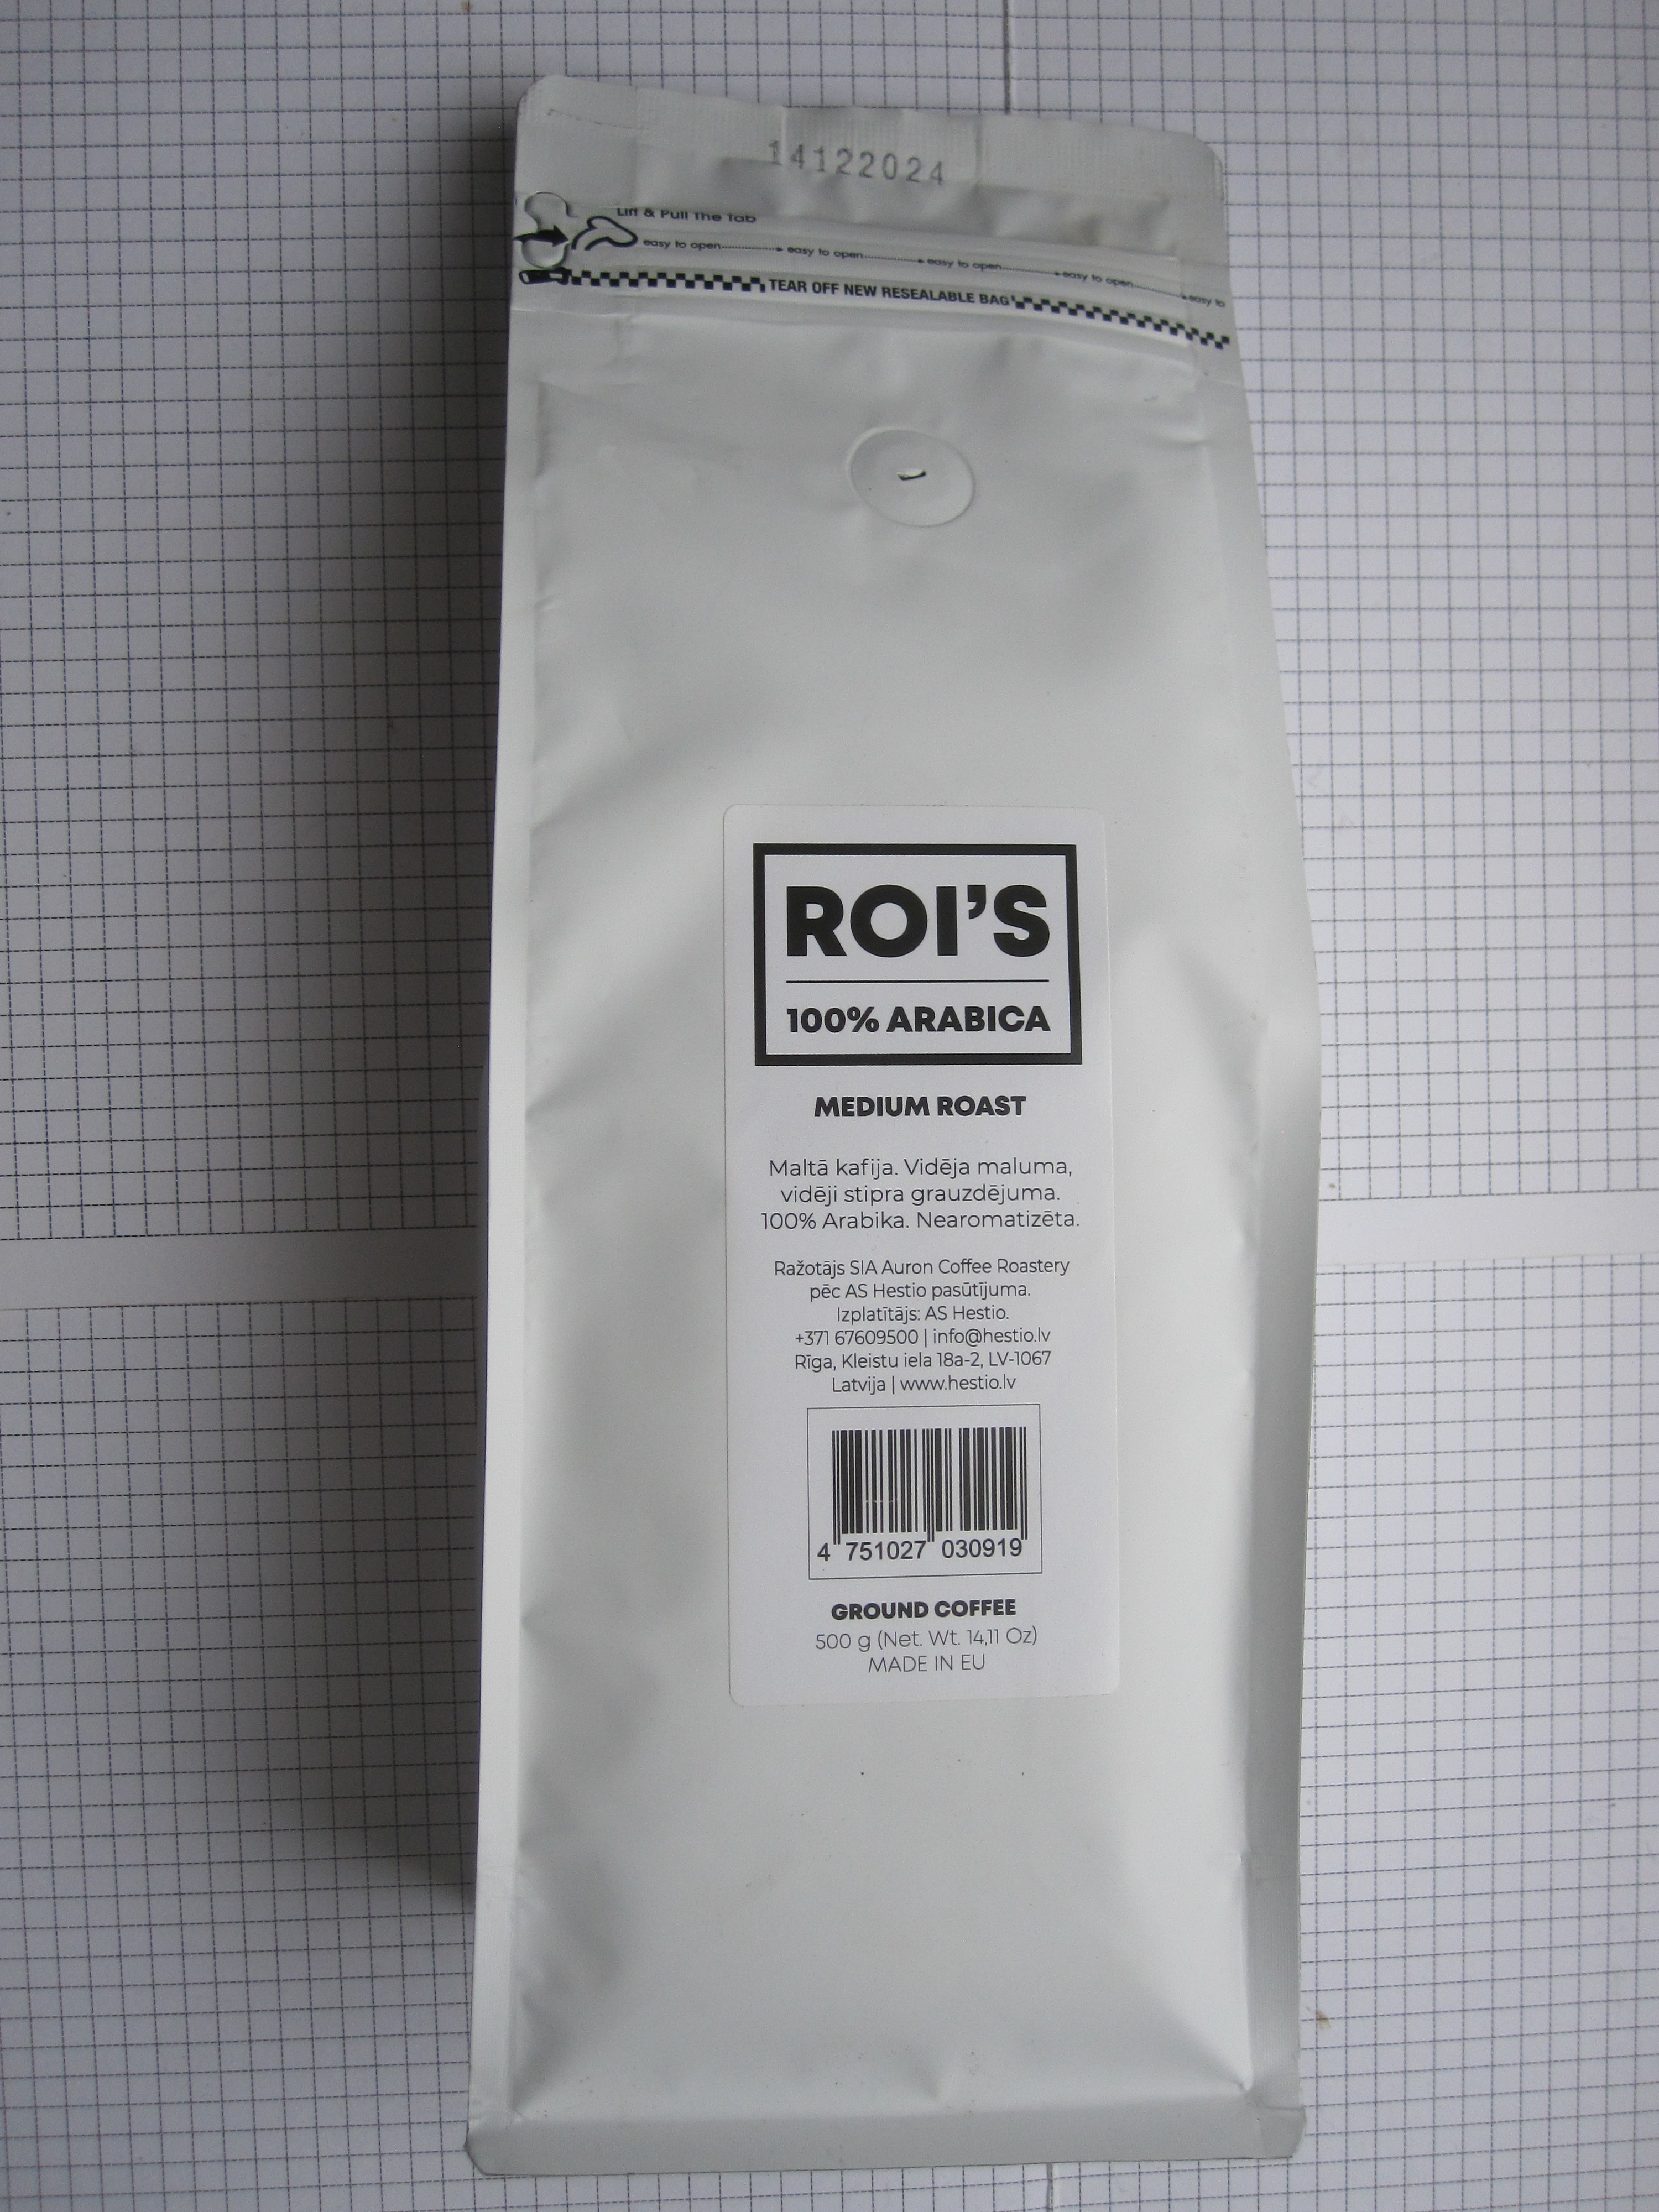 14122024
Lift & Pull The Tab
easy to open easy to open easy to open easy to open easy to
TEAR OFF NEW RESEALABLE BAG
ROI'S
100% ARABICA
MEDIUM ROAST
Maltā kafija. Vidēja maluma,
vidēji stipra grauzdējuma.
100% Arabika. Nearomatizēta.
Ražotājs SIA Auron Coffee Roastery
pēc AS Hestio pasūtījuma.
Izplatītājs: AS Hestio.
+371 67609500 | info@hestio.lv
Rīga, Kleistu iela 18a-2, LV-1067
Latvija | www.hestio.lv
4 751027 030919
GROUND COFFEE
500 g (Net. Wt. 14,11 Oz)
MADE IN EU